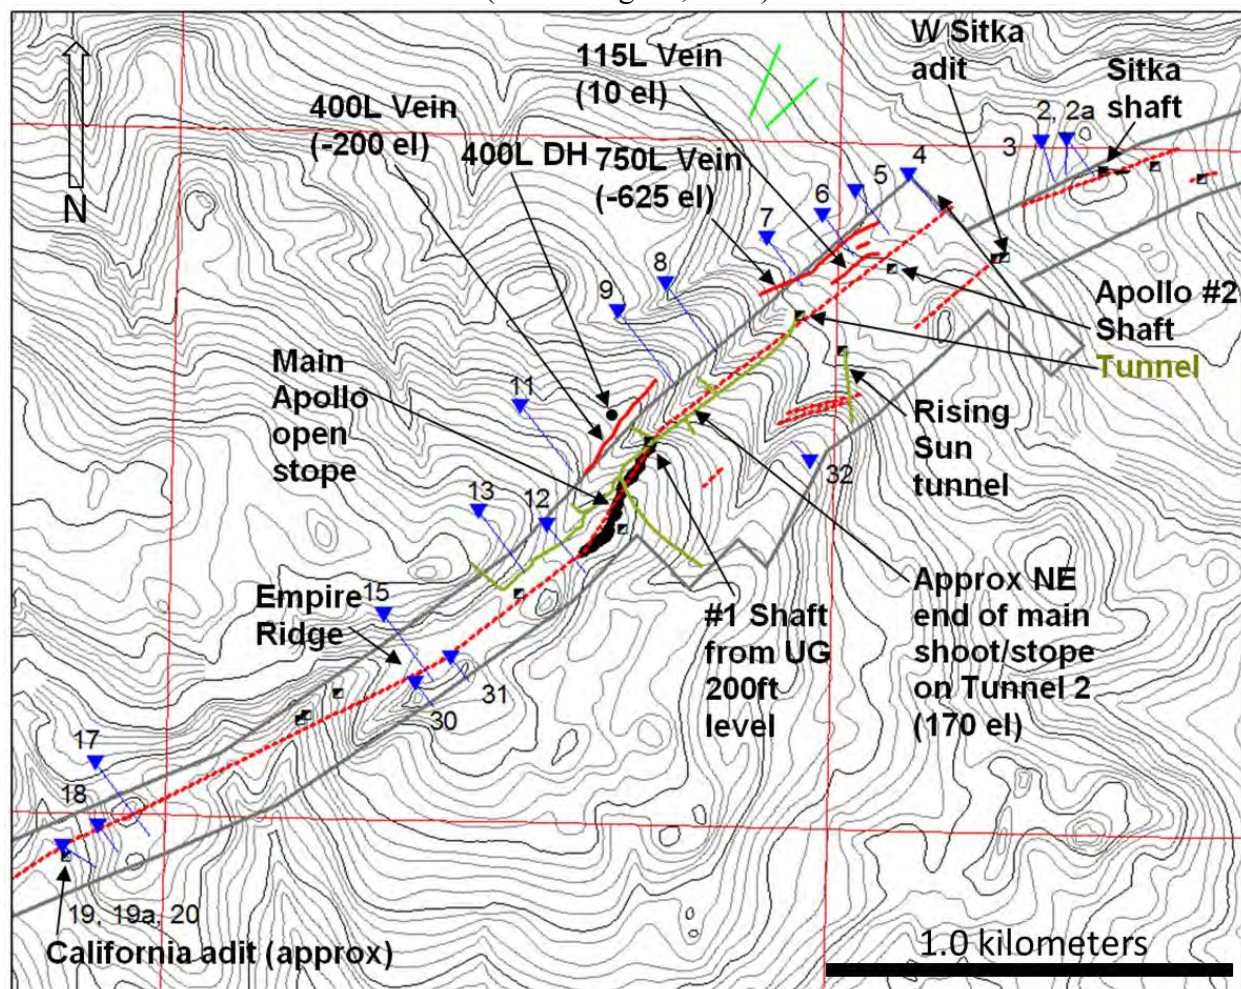 W Sitka
adit
115L Vein
(10 el)
Sitka
shaft
400L Vein
(-200 el)
400L DH
750L Vein
(-625 el)
2, 2a
3
4
5
6
7
8
9
N
Apollo #2
Shaft
Tunnel
Main
Apollo
open
stope
11
Rising
Sun
tunnel
32
13
12
Approx NE
end of main
shoot/stope
on Tunnel 2
(170 el)
Empire
Ridge
15
#1 Shaft
from UG
200ft
level
31
30
17
18
19, 19a, 20
California adit (approx)
1.0 kilometers